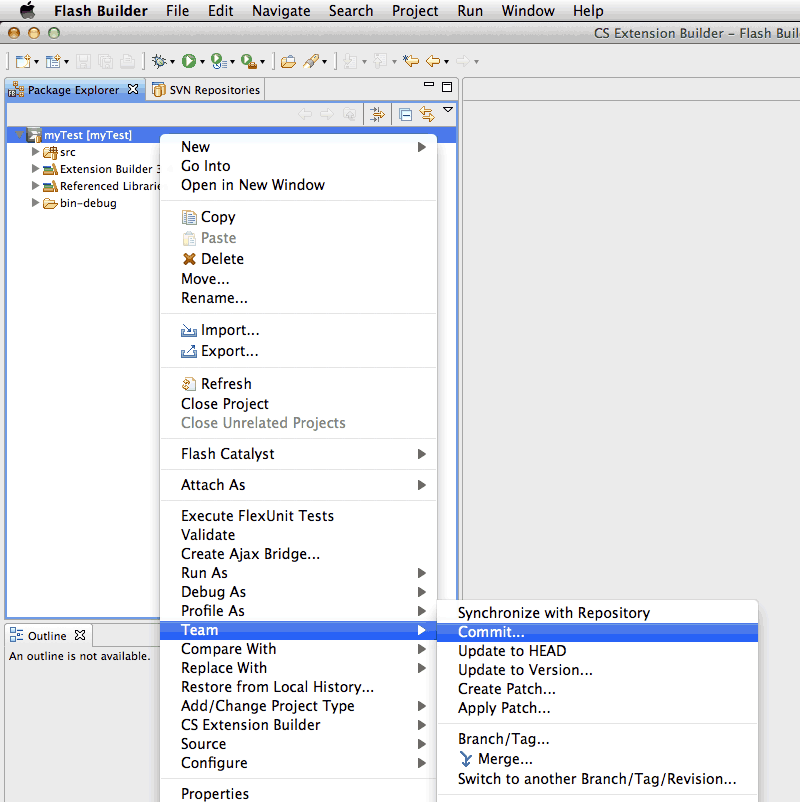 Flash Builder File Edit Navigate Search Project Run Window Help
CS Extension Builder – Flash Buil
Package Explorer SVN Repositories
myTest [myTest]
src
Extension Builder 3
Referenced Librarie
bin-debug
New
Go Into
Open in New Window
Copy
Paste
Delete
Move...
Rename...
Import...
Export...
Refresh
Close Project
Close Unrelated Projects
Flash Catalyst
Attach As
Execute FlexUnit Tests
Validate
Create Ajax Bridge...
Run As
Debug As
Profile As
Team
Compare With
Replace With
Restore from Local History...
Add/Change Project Type
CS Extension Builder
Source
Configure
Properties
Synchronize with Repository
Commit...
Update to HEAD
Update to Version...
Create Patch...
Apply Patch...
Branch/Tag...
Merge...
Switch to another Branch/Tag/Revision...
Outline
An outline is not available.